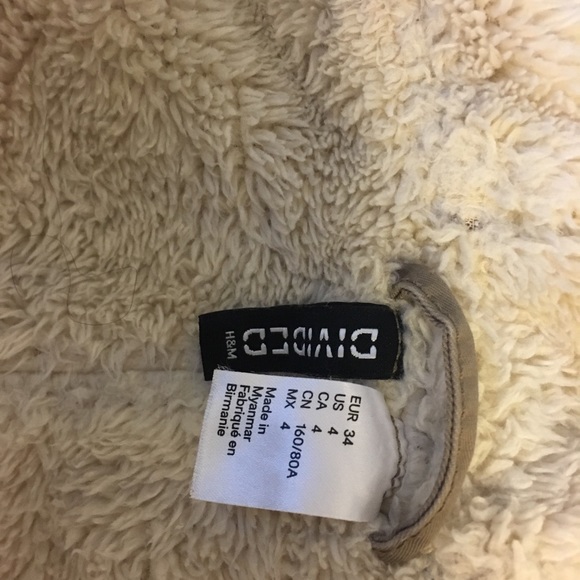 DIVIDED
H&M
EUR 34
US 4
CA 4
CN 160/80A
MX 4
Made in
Myanmar
Fabriqué en
Birmanie